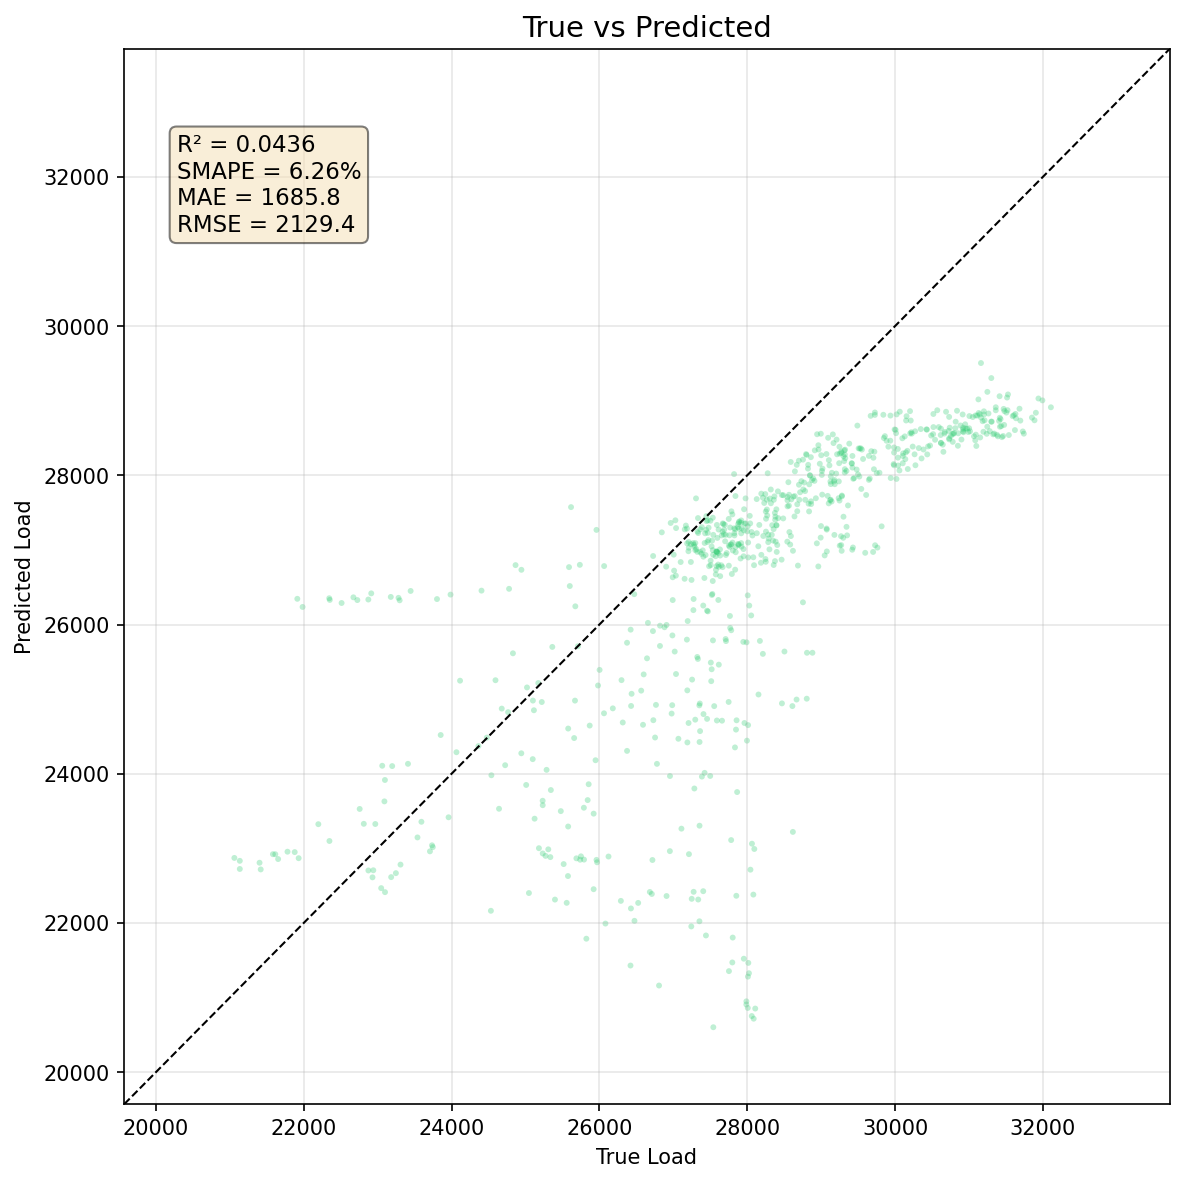 True vs Predicted
R² = 0.0436
SMAPE = 6.26%
MAE = 1685.8
RMSE = 2129.4
Predicted Load
32000
30000
28000
26000
24000
22000
20000
20000 22000 24000 26000 28000 30000 32000
True Load